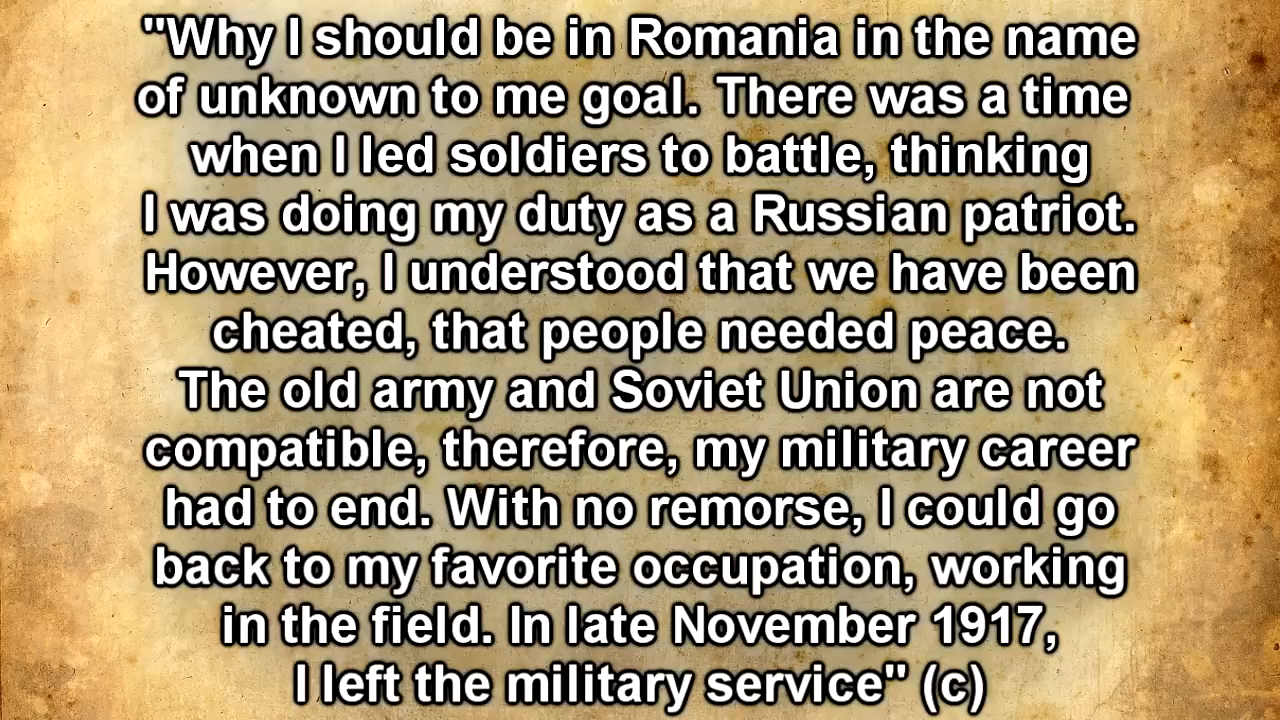 "Why I should be in Romania in the name
of unknown to me goal. There was a time
when I led soldiers to battle, thinking
I was doing my duty as a Russian patriot.
However, I understood that we have been
cheated, that people needed peace.
The old army and Soviet Union are not
compatible, therefore, my military career
had to end. With no remorse, I could go
back to my favorite occupation, working
in the field. In late November 1917,
I left the military service" (c)